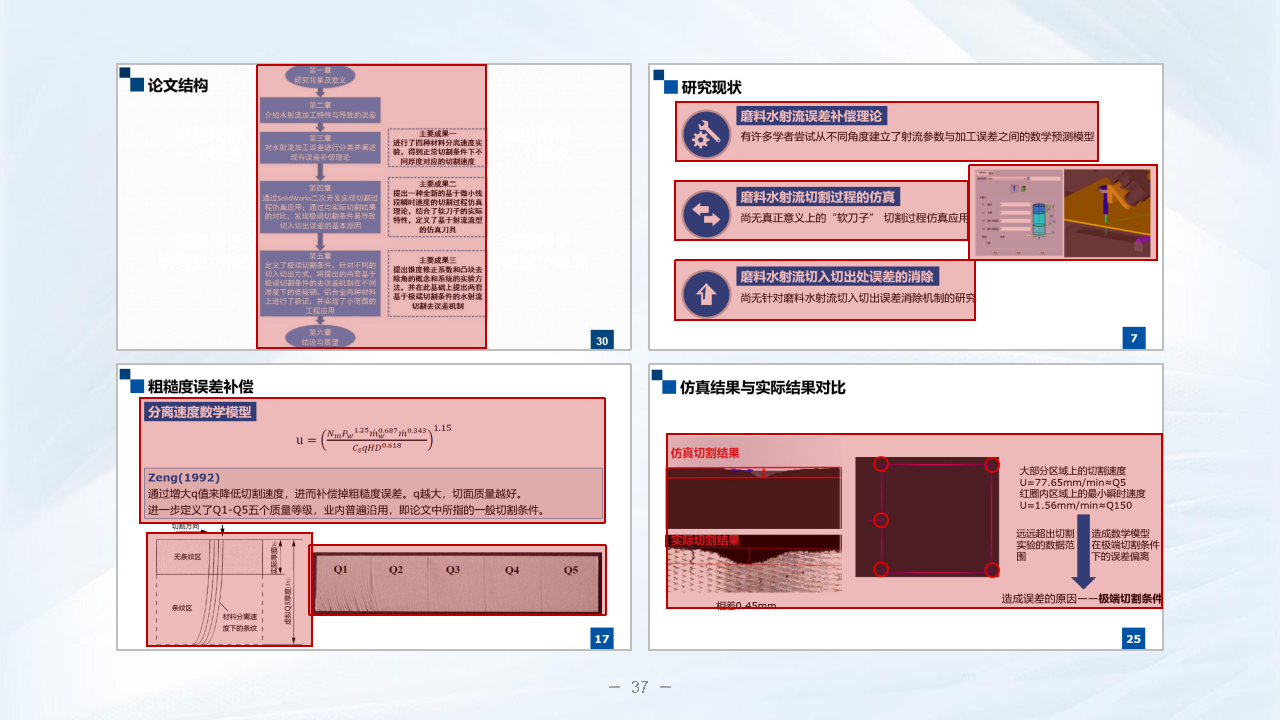 论文结构
第一章
研究背景及意义
第二章
介绍水射流加工特性与导致的误差
第三章
对水射流加工误差进行分类并阐述
现有误差补偿理论
主要成果一
进行了四种材料分离速度实
验，得到正常切割条件下不
同厚度对应的切割速度
第四章
通过SolidWorks二次开发实现切割过
程仿真应用；通过与实际切割结果
的对比，发现极端切割条件是导致
切入切出误差的基本原因
主要成果二
提出一种全新的基于微小线
段瞬时速度的切割过程仿真
理论，结合了软刀子的实际
特性，定义了基于射流流型
的仿真刀具
第五章
定义了极端切割条件，针对不同的
切入切出方式，将提出的两套基于
极端切割条件的去误差机制在不同
厚度下的低碳钢、铝合金两种材料
上进行了验证，并实现了小范围的
工程应用
主要成果三
提出锥度修正系数和凸块去
除角的概念和系统的实验方
法，并在此基础上提出两套
基于极端切割条件的水射流
切割去误差机制
第六章
结论与展望
30
研究现状
磨料水射流误差补偿理论
有许多学者尝试从不同角度建立了射流参数与加工误差之间的数学预测模型
磨料水射流切割过程的仿真
尚无真正意义上的“软刀子” 切割过程仿真应用
磨料水射流切入切出处误差的消除
尚无针对磨料水射流切入切出误差消除机制的研究
7
粗糙度误差补偿
分离速度数学模型
u = (N_m P_w^1.25 ṁ_w^0.687 ṁ^0.343 / C_s q H D^0.618)^1.15
Zeng(1992)
通过增大q值来降低切割速度，进而补偿掉粗糙度误差。q越大，切面质量越好。
进一步定义了Q1-Q5五个质量等级，业内普遍沿用，即论文中所指的一般切割条件。
切割方向
无条纹区
条纹区
材料分离速
度下的条纹
Q1 Q2 Q3 Q4 Q5
17
仿真结果与实际结果对比
仿真切割结果
实际切割结果
相差0.45mm
大部分区域上的切割速度
U=77.65mm/min≈Q5
红圈内区域上的最小瞬时速度
U=1.56mm/min≈Q150
远远超出切割
实验的数据范
围
造成数学模型
在极端切割条件
下的误差偏离
造成误差的原因——极端切割条件
25
– 37 –